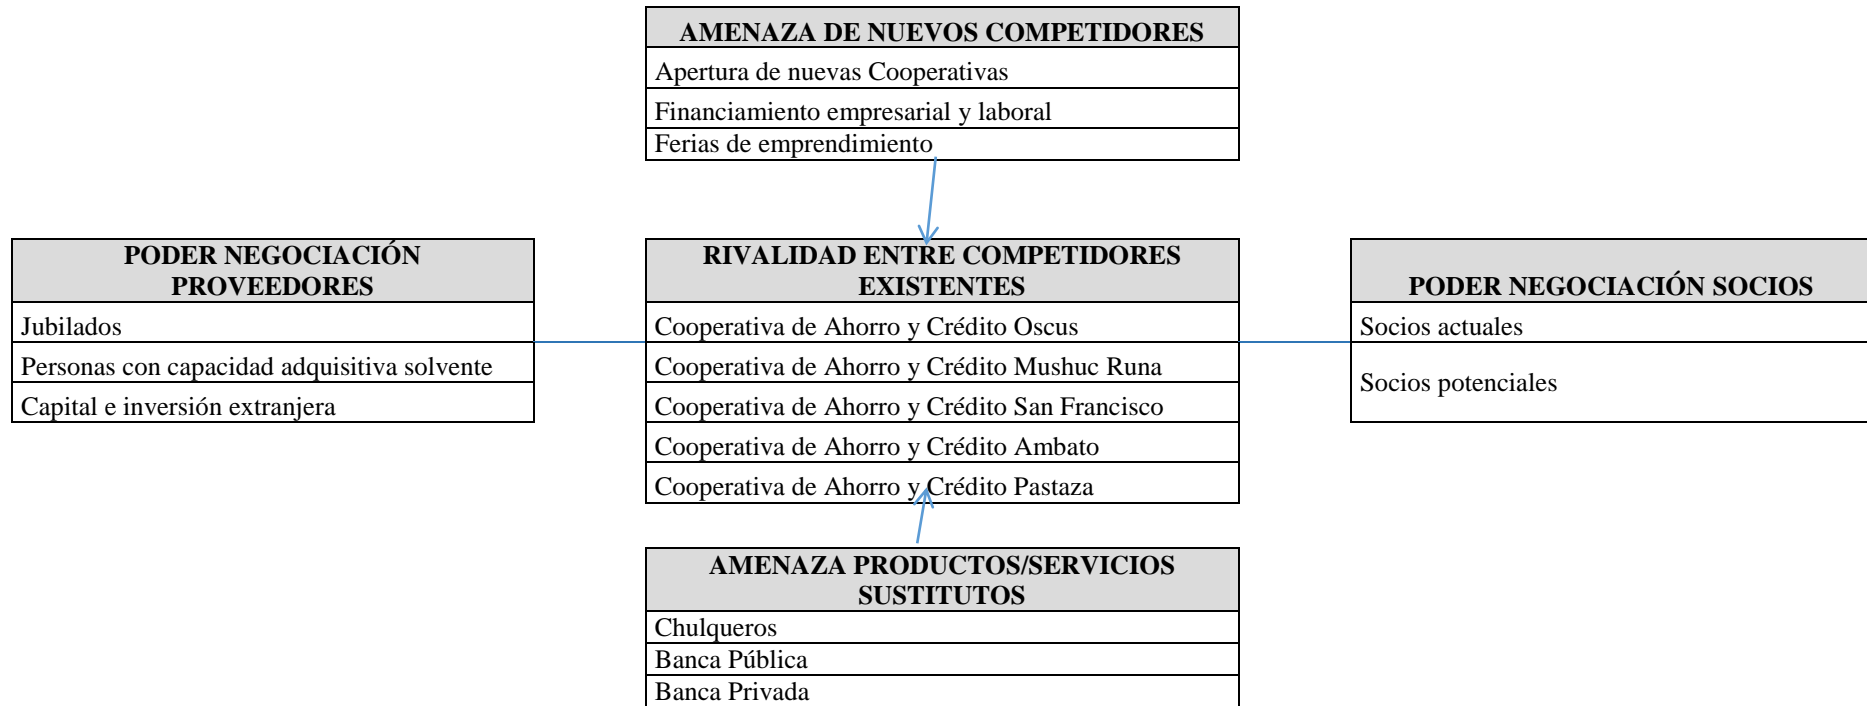 AMENAZA DE NUEVOS COMPETIDORES
Apertura de nuevas Cooperativas
Financiamiento empresarial y laboral
Ferias de emprendimiento
PODER NEGOCIACIÓN
PROVEEDORES
Jubilados
Personas con capacidad adquisitiva solvente
Capital e inversión extranjera
RIVALIDAD ENTRE COMPETIDORES
EXISTENTES
Cooperativa de Ahorro y Crédito Oscus
Cooperativa de Ahorro y Crédito Mushuc Runa
Cooperativa de Ahorro y Crédito San Francisco
Cooperativa de Ahorro y Crédito Ambato
Cooperativa de Ahorro y Crédito Pastaza
PODER NEGOCIACIÓN SOCIOS
Socios actuales
Socios potenciales
AMENAZA PRODUCTOS/SERVICIOS
SUSTITUTOS
Chulqueros
Banca Pública
Banca Privada